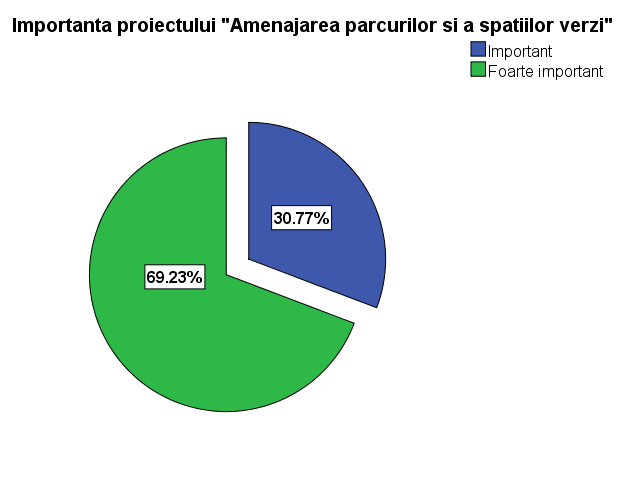 Importanta proiectului "Amenajarea parcurilor si a spatiilor verzi"
Important
Foarte important
30.77%
69.23%